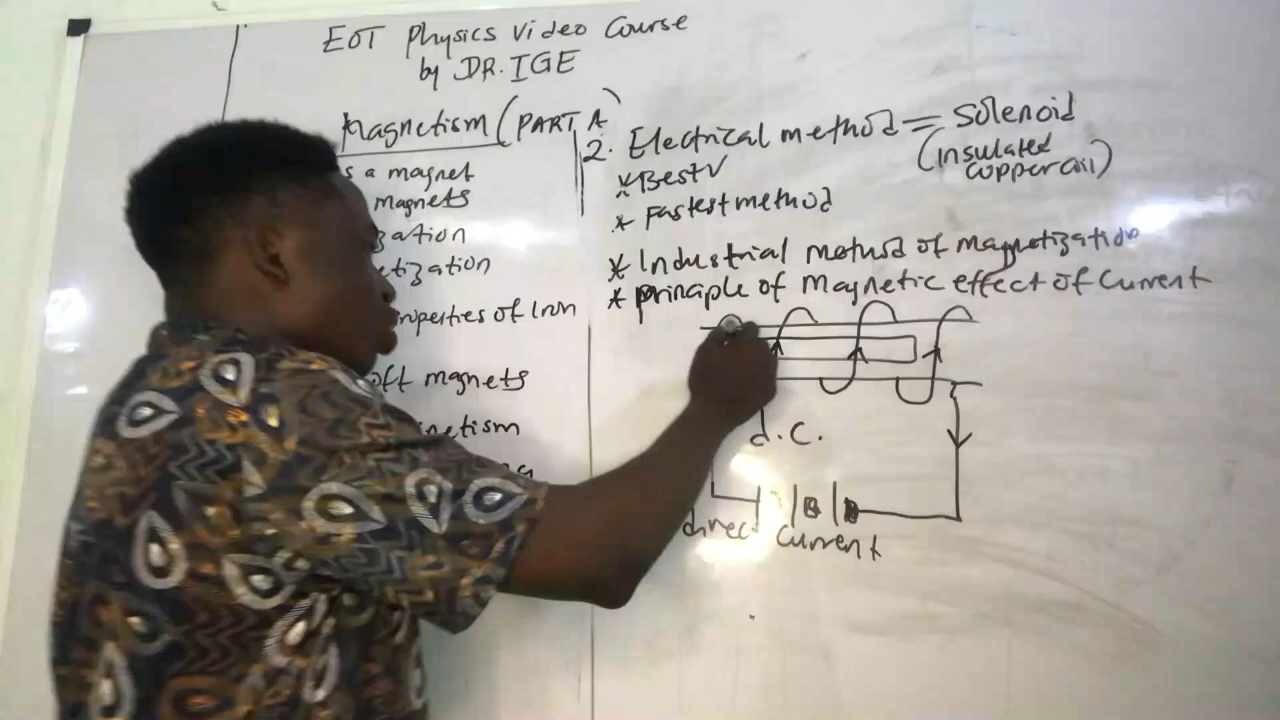 EOT Physics Video Course
by DR. IGE
Magnetism (PART A)
s a magnet
magnets
zation
etization
roperties of Iron
oft magnets
netism
2. Electrical method = Solenoid
(insulated
copper coil)
* Best √
* Fastest method
* Industrial method of magnetization
* principle of Magnetic effect of Current
d.c.
direct current